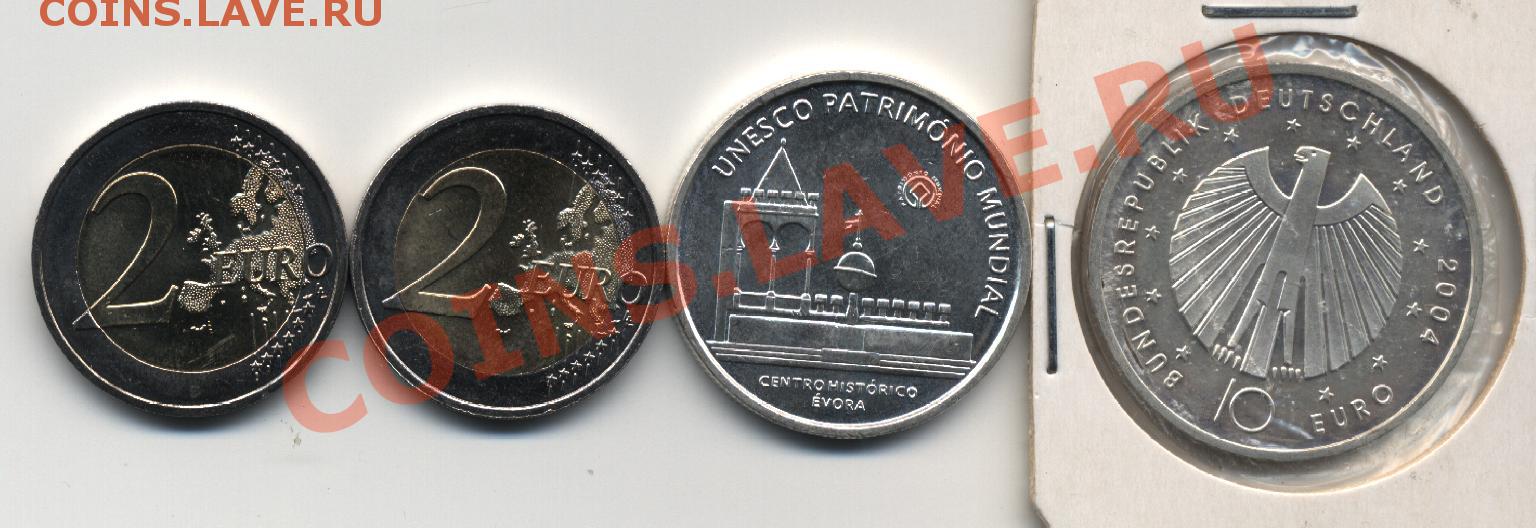 COINS.LAVE.RU
2 EURO
2 EURO
UNESCO PATRIMÓNIO MUNDIAL
CENTRO HISTÓRICO
ÉVORA
BUNDESREPUBLIK DEUTSCHLAND 2004
10 EURO
COINS.LAVE.RU